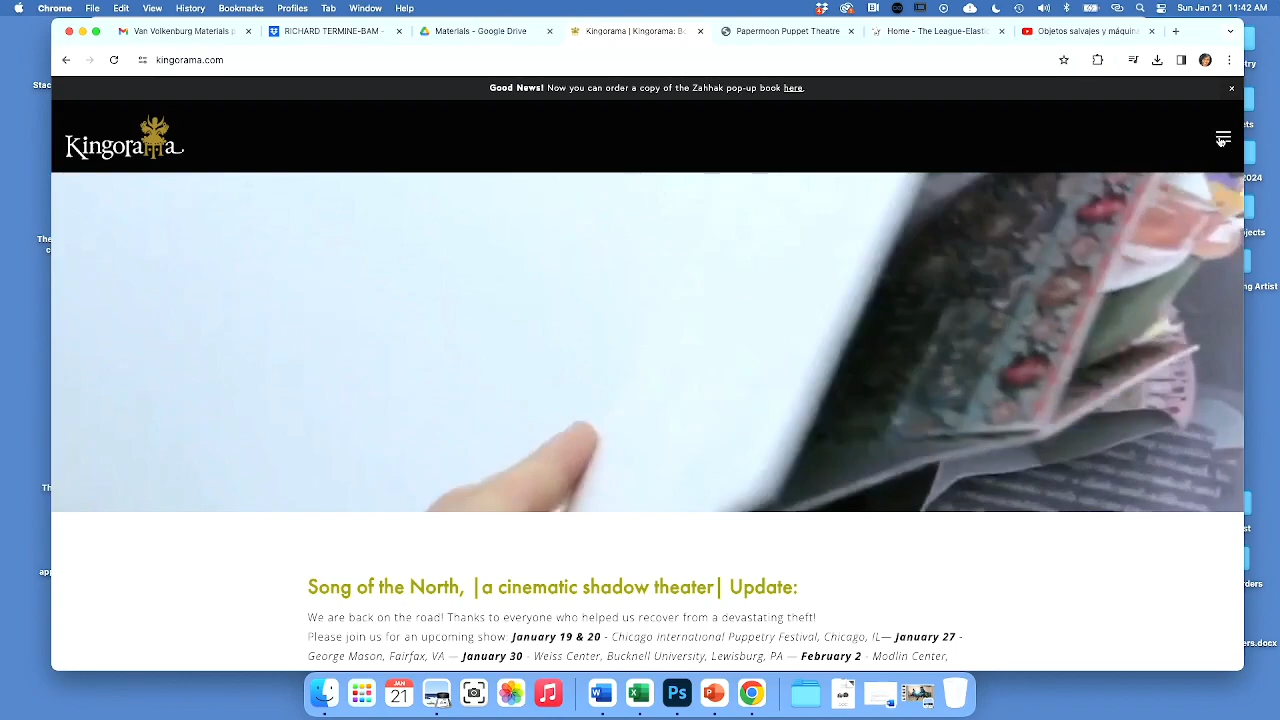 Chrome File Edit View History Bookmarks Profiles Tab Window Help Sun Jan 21 11:42 AM
Van Volkenburg Materials p RICHARD TERMINE-BAM - Materials - Google Drive Kingorama | Kingorama: Bo Papermoon Puppet Theatre Home - The League-Elastic Objetos salvajes y máquina
kingorama.com
Good News! Now you can order a copy of the Zahhak pop-up book here.
Kingorama
Song of the North, |a cinematic shadow theater| Update:
We are back on the road! Thanks to everyone who helped us recover from a devastating theft!
Please join us for an upcoming show: January 19 & 20 - Chicago International Puppetry Festival, Chicago, IL— January 27 -
George Mason, Fairfax, VA — January 30 - Weiss Center, Bucknell University, Lewisburg, PA — February 2 - Modlin Center,
JAN
21